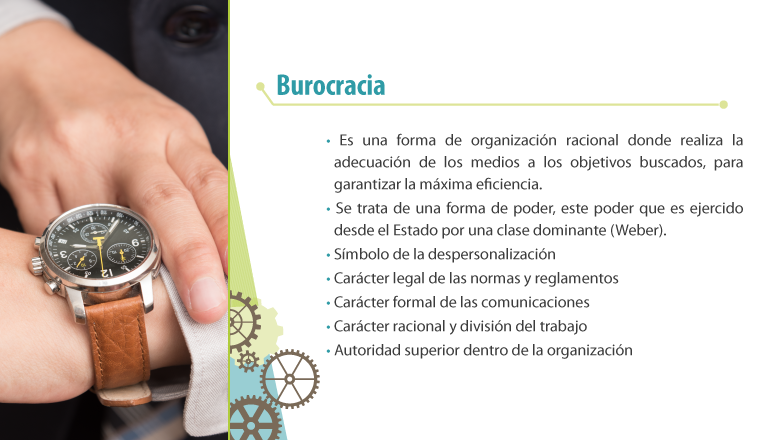 Burocracia
• Es una forma de organización racional donde realiza la
adecuación de los medios a los objetivos buscados, para
garantizar la máxima eficiencia.
• Se trata de una forma de poder, este poder que es ejercido
desde el Estado por una clase dominante (Weber).
• Símbolo de la despersonalización
• Carácter legal de las normas y reglamentos
• Carácter formal de las comunicaciones
• Carácter racional y división del trabajo
• Autoridad superior dentro de la organización